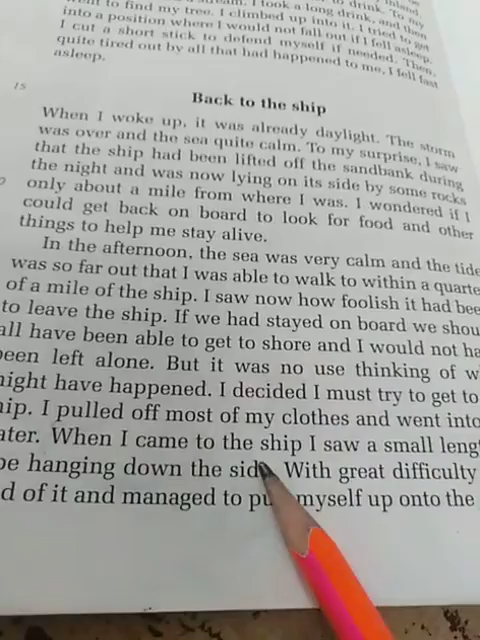 went to find my tree. I climbed up into it. I tried to get
into a position where I would not fall out if I fell asleep.
I cut a short stick to defend myself if needed. Then,
quite tired out by all that had happened to me, I fell fast
asleep.
15
Back to the ship
When I woke up, it was already daylight. The storm
was over and the sea quite calm. To my surprise, I saw
that the ship had been lifted off the sandbank during
the night and was now lying on its side by some rocks
only about a mile from where I was. I wondered if I
could get back on board to look for food and other
things to help me stay alive.
In the afternoon, the sea was very calm and the tide
was so far out that I was able to walk to within a quarte
of a mile of the ship. I saw now how foolish it had bee
to leave the ship. If we had stayed on board we shou
all have been able to get to shore and I would not ha
been left alone. But it was no use thinking of w
night have happened. I decided I must try to get to
hip. I pulled off most of my clothes and went into
ater. When I came to the ship I saw a small leng
pe hanging down the side. With great difficulty
d of it and managed to pu myself up onto the